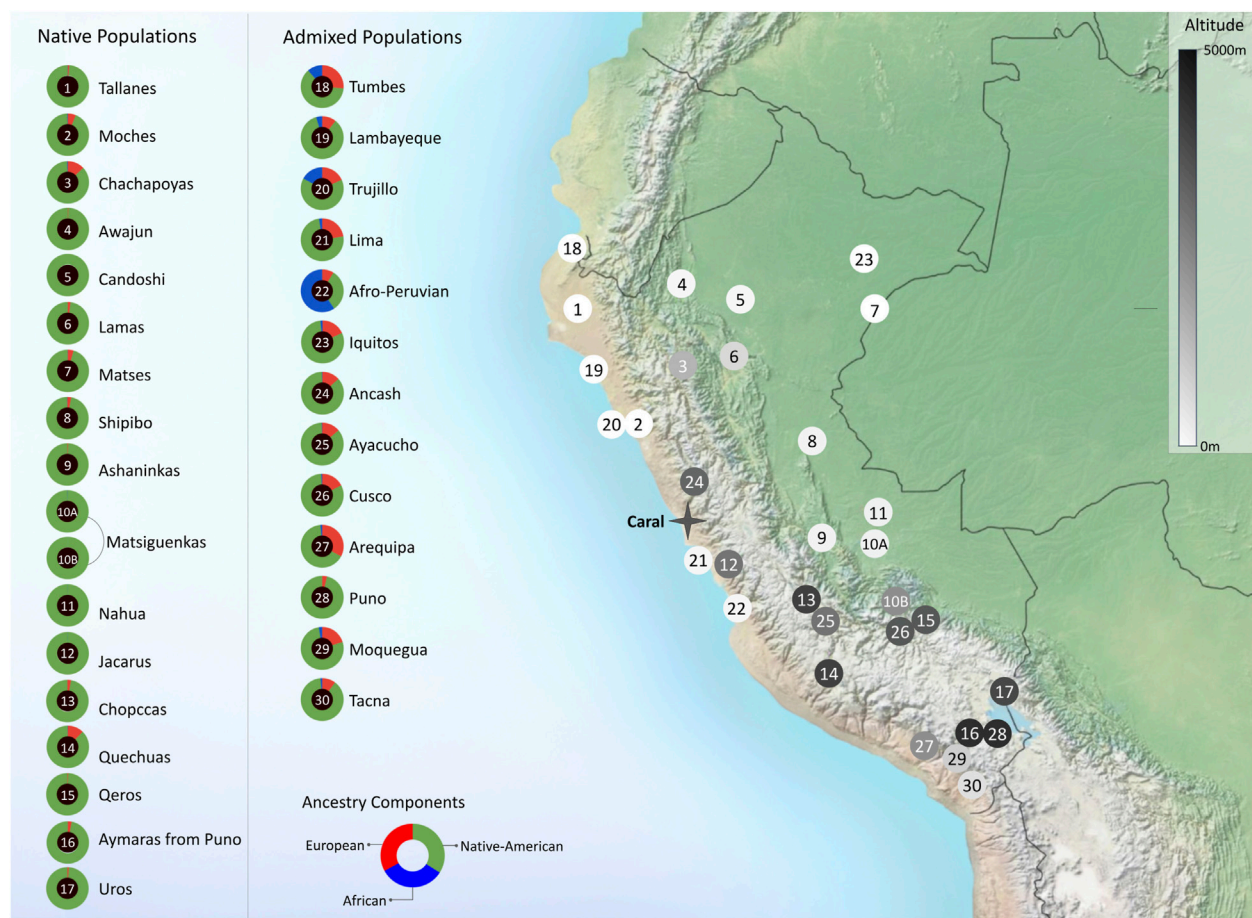 Native Populations
1 Tallanes
2 Moches
3 Chachapoyas
4 Awajun
5 Candoshi
6 Lamas
7 Matses
8 Shipibo
9 Ashaninkas
10A
Matsiguenkas
10B
11 Nahua
12 Jacarus
13 Chopccas
14 Quechuas
15 Qeros
16 Aymaras from Puno
17 Uros
Admixed Populations
18 Tumbes
19 Lambayeque
20 Trujillo
21 Lima
22 Afro-Peruvian
23 Iquitos
24 Ancash
25 Ayacucho
26 Cusco
27 Arequipa
28 Puno
29 Moquegua
30 Tacna
Ancestry Components
European
Native-American
African
18
23
4
5
1
7
6
3
19
20
2
8
24
11
Caral
9
10A
21
12
13
10B
22
25
15
26
14
17
16
28
27
29
30
Altitude
5000m
0m